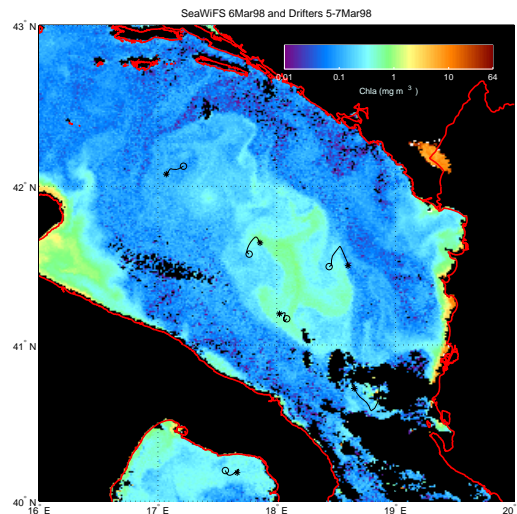 SeaWiFS 6Mar98 and Drifters 5-7Mar98
43° N
.01 0.1 1 10 64
Chla (mg m ³ )
42° N
41° N
40° N
16° E 17° E 18° E 19° E 20°